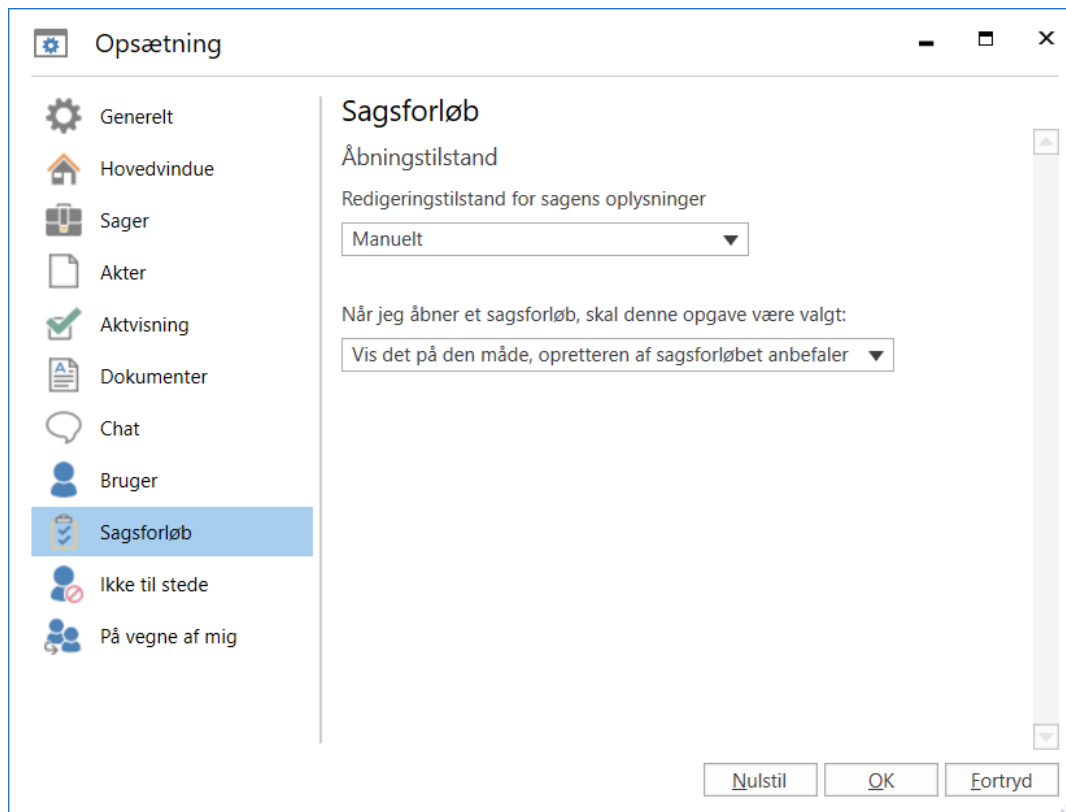 Opsætning
Generelt
Hovedvindue
Sager
Akter
Aktvisning
Dokumenter
Chat
Bruger
Sagsforløb
Ikke til stede
På vegne af mig
Sagsforløb
Åbningstilstand
Redigeringstilstand for sagens oplysninger
Manuelt
Når jeg åbner et sagsforløb, skal denne opgave være valgt:
Vis det på den måde, opretteren af sagsforløbet anbefaler
Nulstil
OK
Fortryd